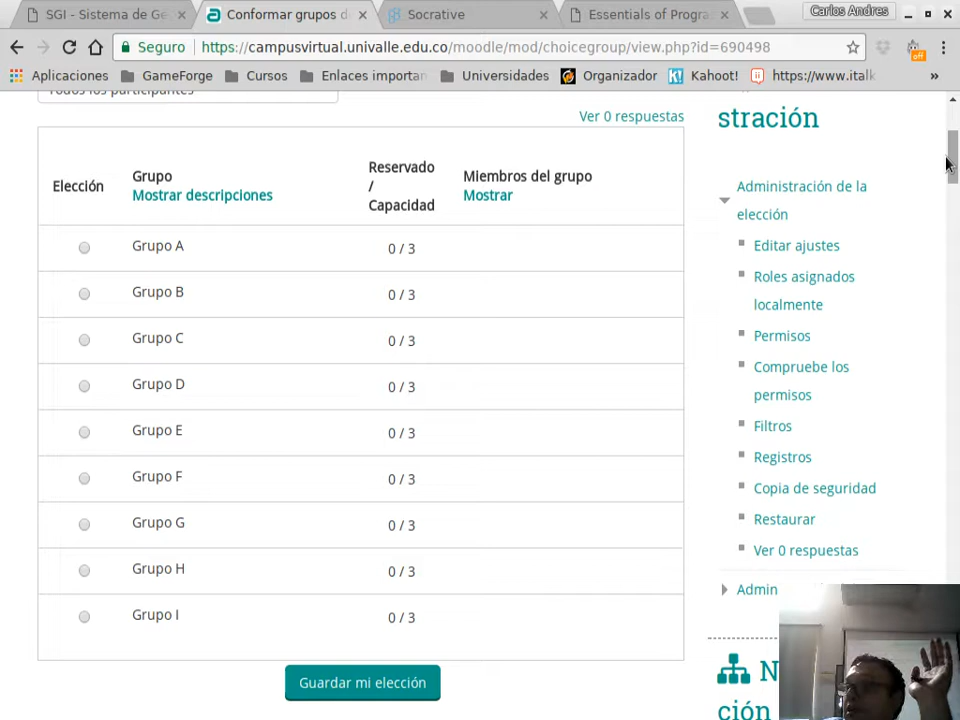 SGI - Sistema de Ge
Conformar grupos d
Socrative
Essentials of Progra
Carlos Andres
Seguro
https://campusvirtual.univalle.edu.co/moodle/mod/choicegroup/view.php?id=690498
off
Aplicaciones
GameForge
Cursos
Enlaces importan
Universidades
Organizador
K! Kahoot!
https://www.italk
»
Todos los participantes
Ver 0 respuestas
stración
Elección
Grupo
Mostrar descripciones
Reservado
/
Capacidad
Miembros del grupo
Mostrar
Grupo A 0 / 3
Grupo B 0 / 3
Grupo C 0 / 3
Grupo D 0 / 3
Grupo E 0 / 3
Grupo F 0 / 3
Grupo G 0 / 3
Grupo H 0 / 3
Grupo I 0 / 3
Guardar mi elección
Administración de la
elección
Editar ajustes
Roles asignados
localmente
Permisos
Compruebe los
permisos
Filtros
Registros
Copia de seguridad
Restaurar
Ver 0 respuestas
Admin
N
ción